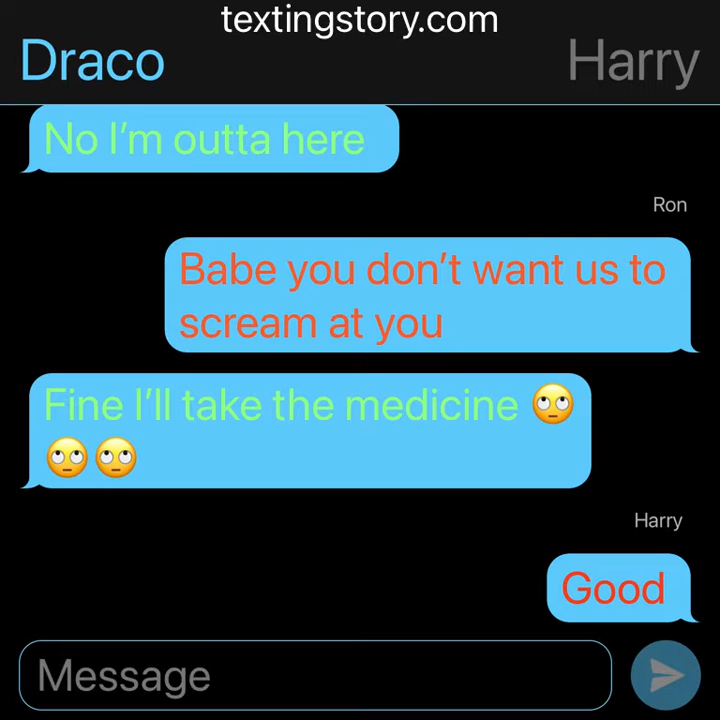 textingstory.com
Draco Harry
No I’m outta here
Ron
Babe you don’t want us to
scream at you
Fine I’ll take the medicine 🙄
🙄🙄
Harry
Good
Message